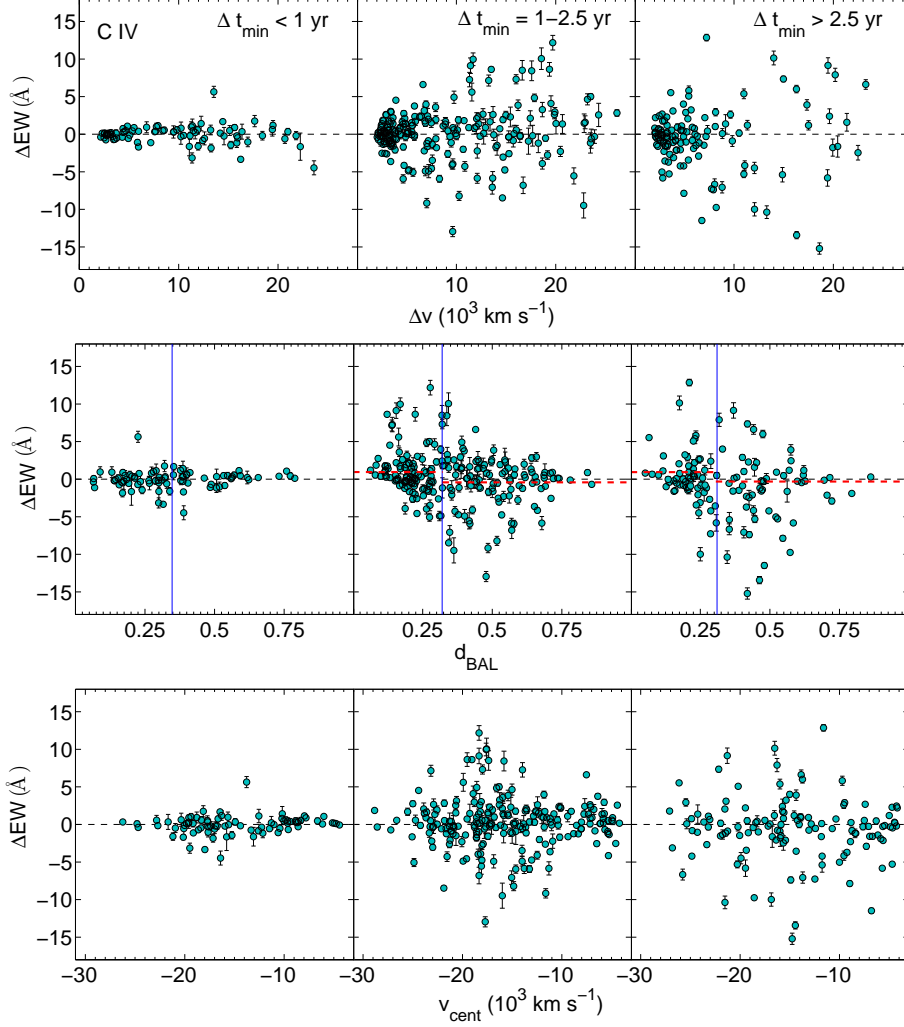 C IV
Δ t_min < 1 yr
Δ t_min = 1−2.5 yr
Δ t_min > 2.5 yr
ΔEW (Å)
15
10
5
0
−5
−10
−15
0 10 20 10 20 10 20
Δv (10³ km s⁻¹)
ΔEW (Å)
15
10
5
0
−5
−10
−15
0.25 0.5 0.75 0.25 0.5 0.75 0.25 0.5 0.75
d_BAL
ΔEW (Å)
15
10
5
0
−5
−10
−15
−30 −20 −10 −30 −20 −10 −30 −20 −10
v_cent (10³ km s⁻¹)